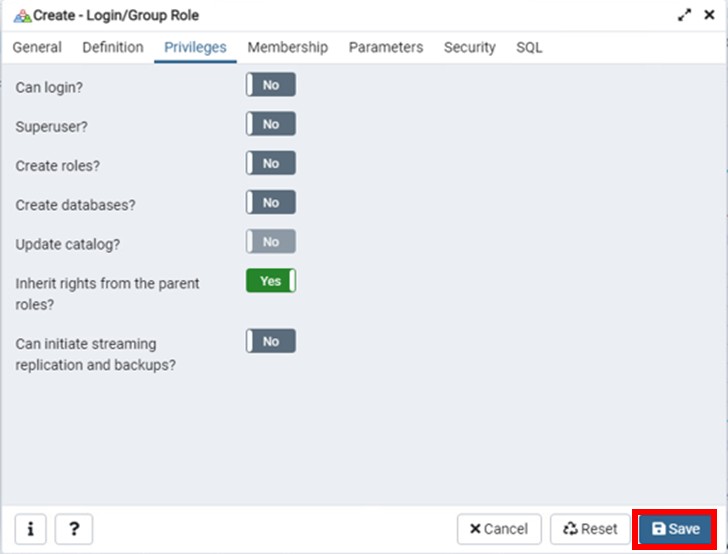 Create - Login/Group Role
General Definition Privileges Membership Parameters Security SQL
Can login? No
Superuser? No
Create roles? No
Create databases? No
Update catalog? No
Inherit rights from the parent Yes
roles?
Can initiate streaming No
replication and backups?
i ? Cancel Reset Save